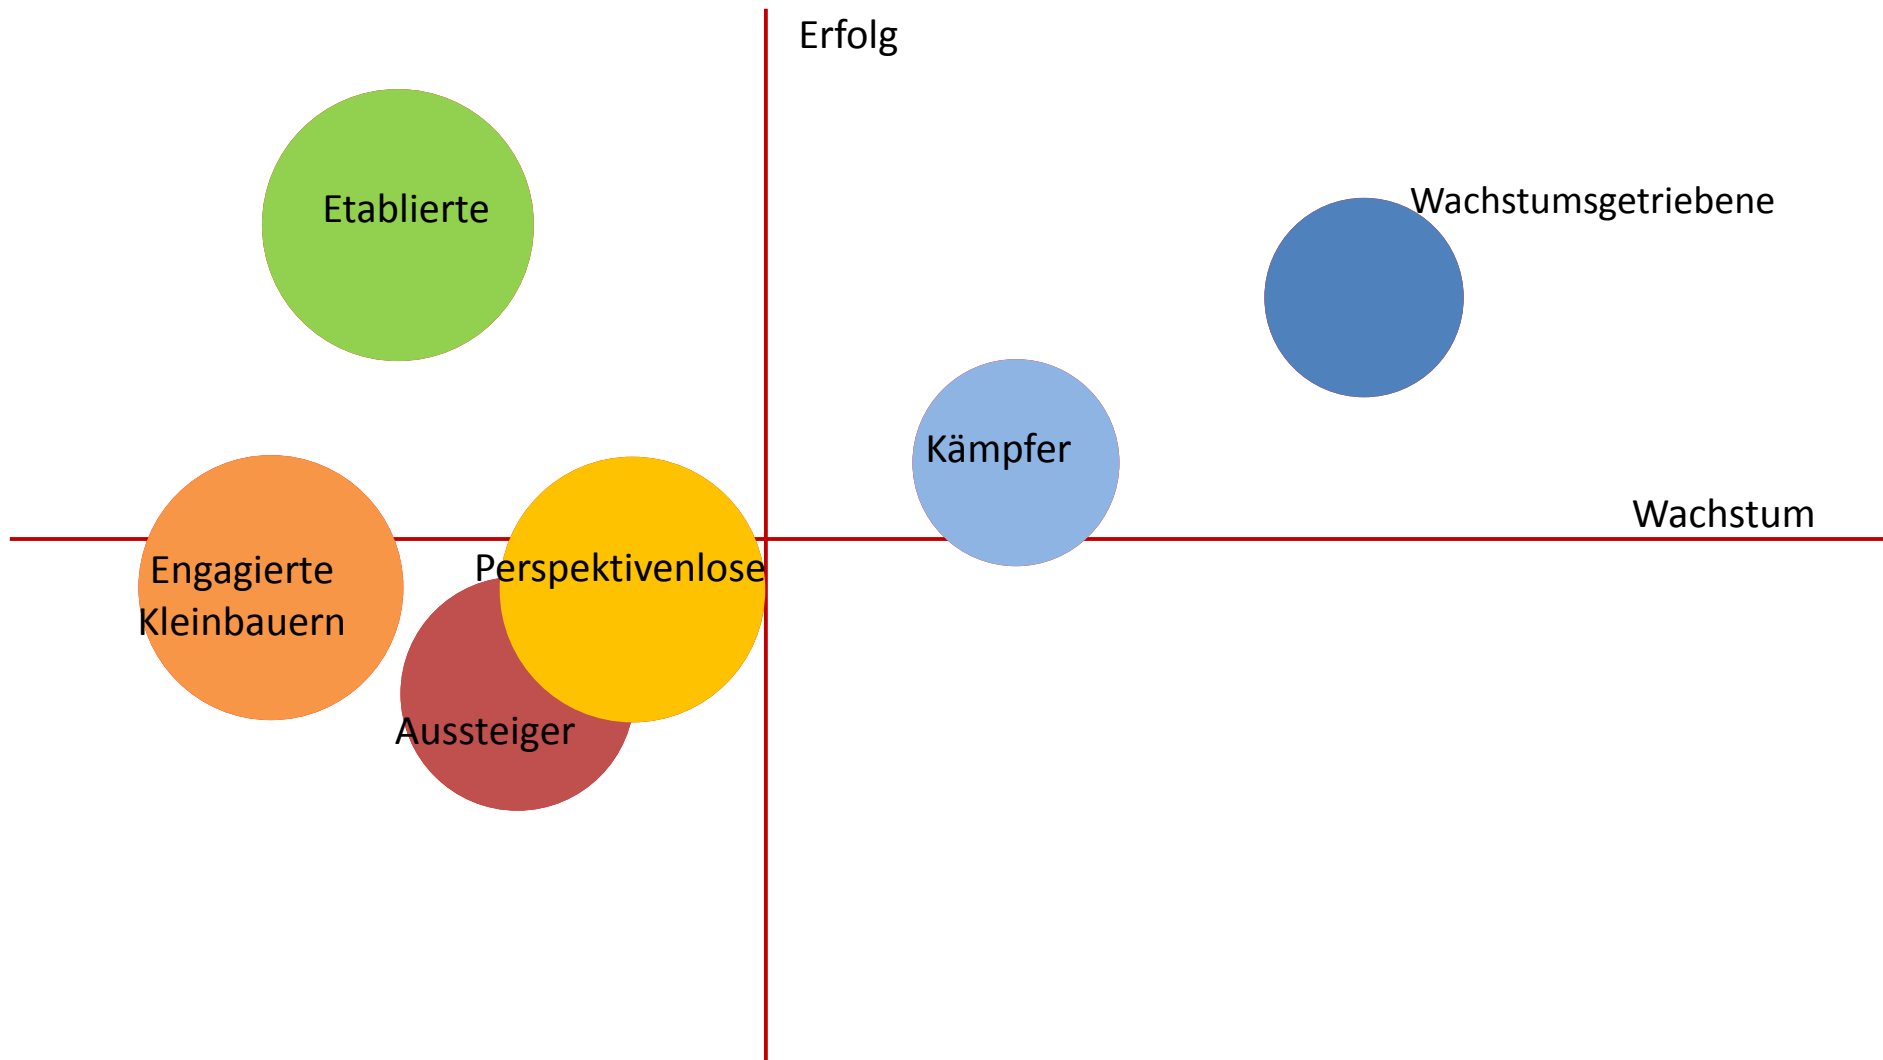 Erfolg
Etablierte
Wachstumsgetriebene
Kämpfer
Wachstum
Engagierte
Kleinbauern
Perspektivenlose
Aussteiger